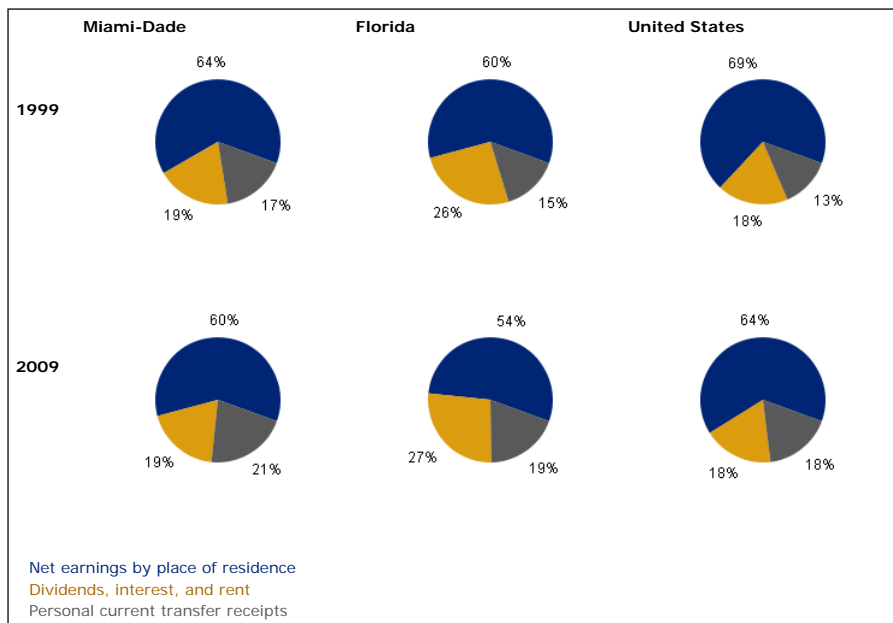 Miami-Dade Florida United States
64% 60% 69%
1999
19% 17% 26% 15% 18% 13%
60% 54% 64%
2009
19% 21% 27% 19% 18% 18%
Net earnings by place of residence
Dividends, interest, and rent
Personal current transfer receipts